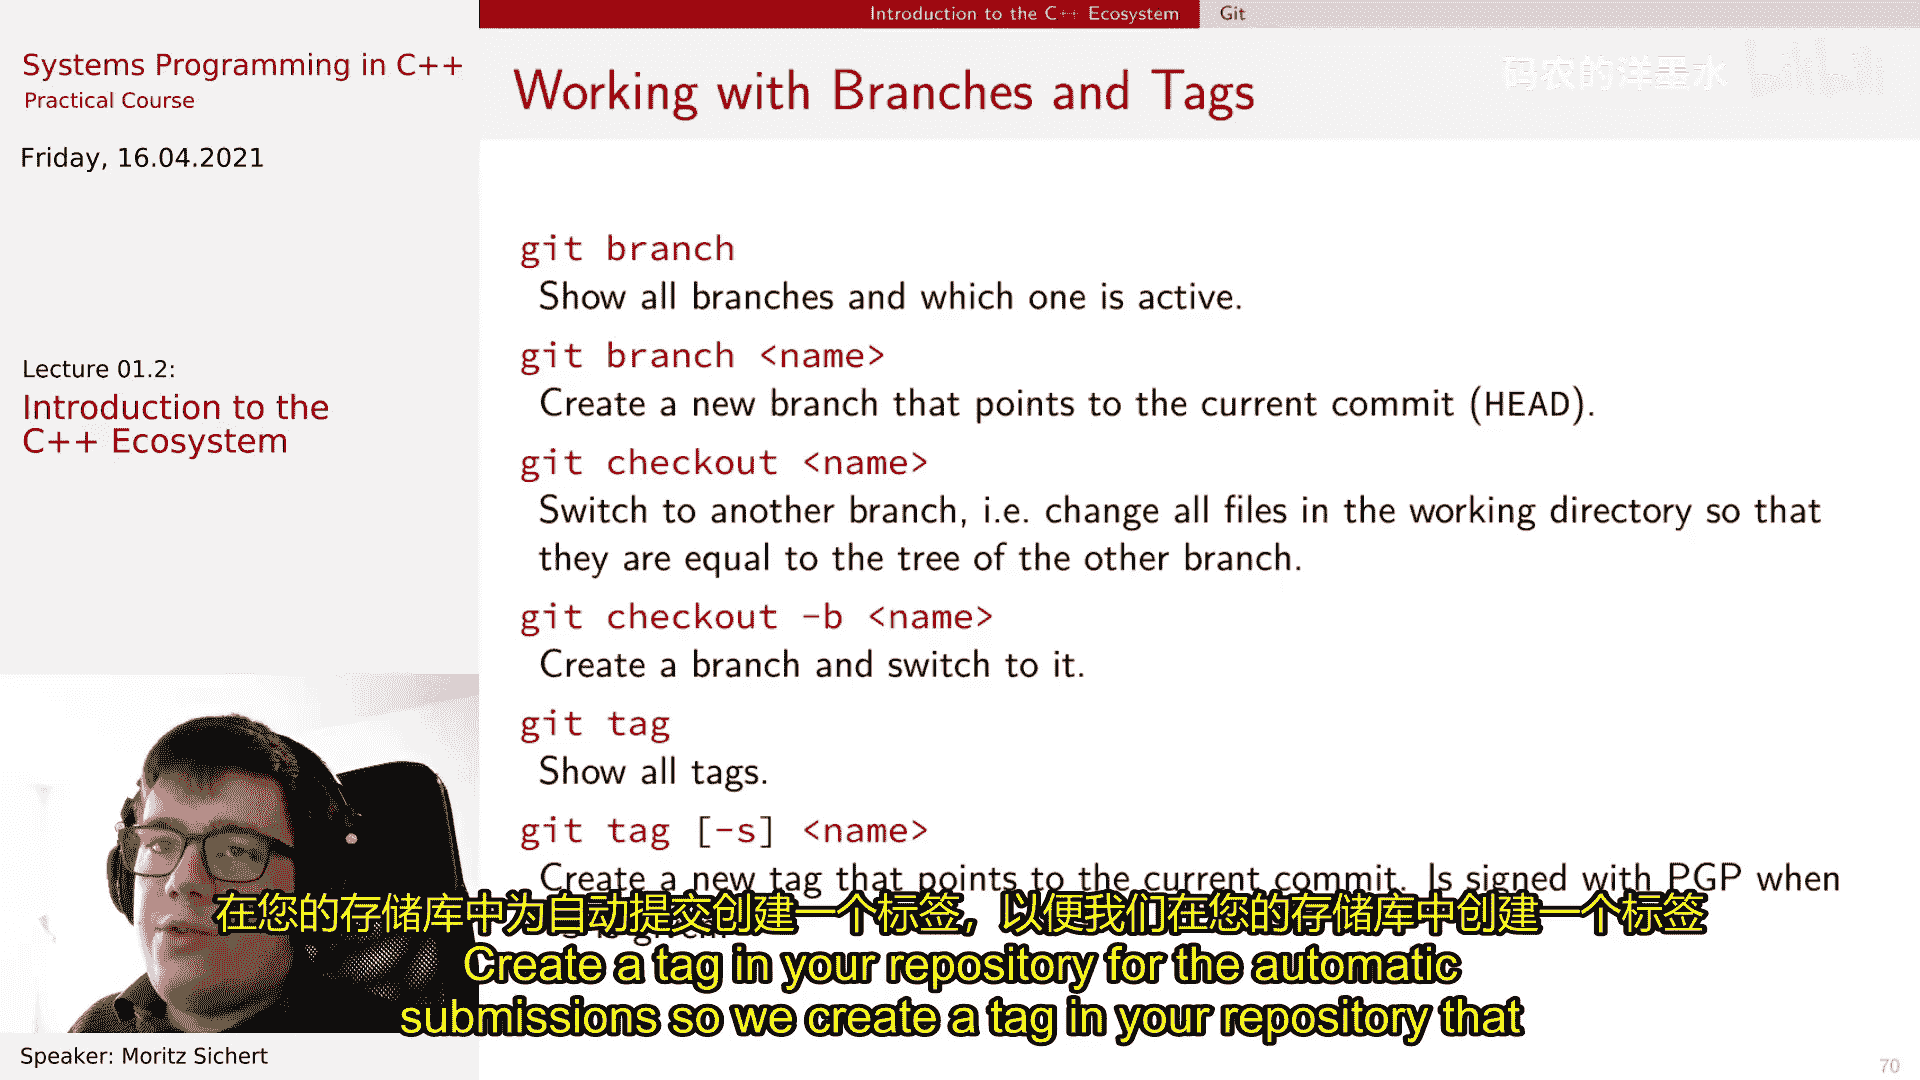 Introduction to the C++ Ecosystem
Git
Systems Programming in C++
Practical Course
Friday, 16.04.2021
Lecture 01.2:
Introduction to the
C++ Ecosystem
Working with Branches and Tags
码农的洋墨水
bilibili
git branch
Show all branches and which one is active.
git branch <name>
Create a new branch that points to the current commit (HEAD).
git checkout <name>
Switch to another branch, i.e. change all files in the working directory so that
they are equal to the tree of the other branch.
git checkout -b <name>
Create a branch and switch to it.
git tag
Show all tags.
git tag [-s] <name>
Create a new tag that points to the current commit. Is signed with PGP when
在您的存储库中为自动提交创建一个标签，以便我们在您的存储库中创建一个标签
Create a tag in your repository for the automatic
submissions so we create a tag in your repository that
Speaker: Moritz Sichert
70